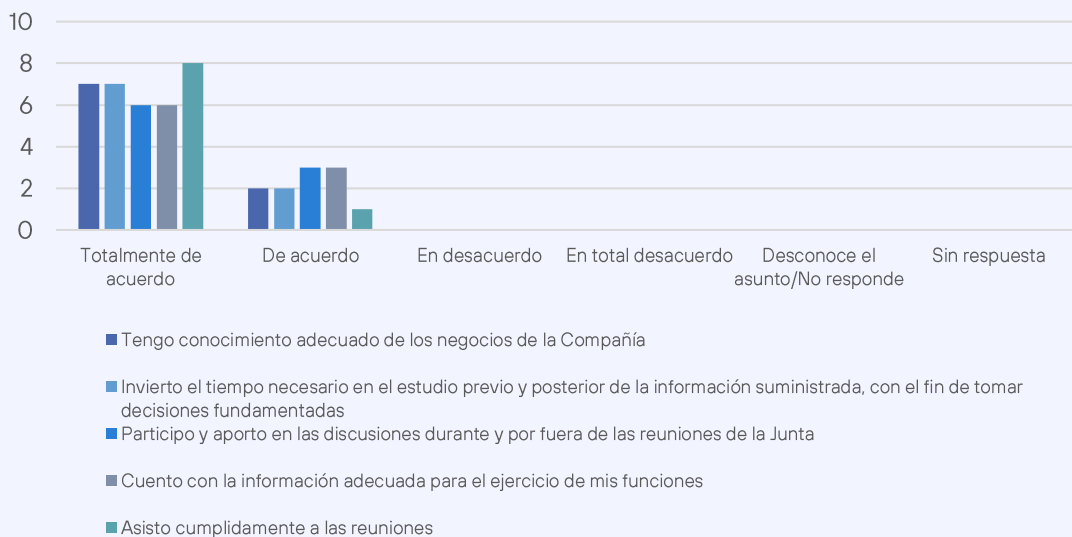 10
8
6
4
2
0
Totalmente de
acuerdo
De acuerdo
En desacuerdo
En total desacuerdo
Desconoce el
asunto/No responde
Sin respuesta
Tengo conocimiento adecuado de los negocios de la Compañía
Invierto el tiempo necesario en el estudio previo y posterior de la información suministrada, con el fin de tomar
decisiones fundamentadas
Participo y aporto en las discusiones durante y por fuera de las reuniones de la Junta
Cuento con la información adecuada para el ejercicio de mis funciones
Asisto cumplidamente a las reuniones